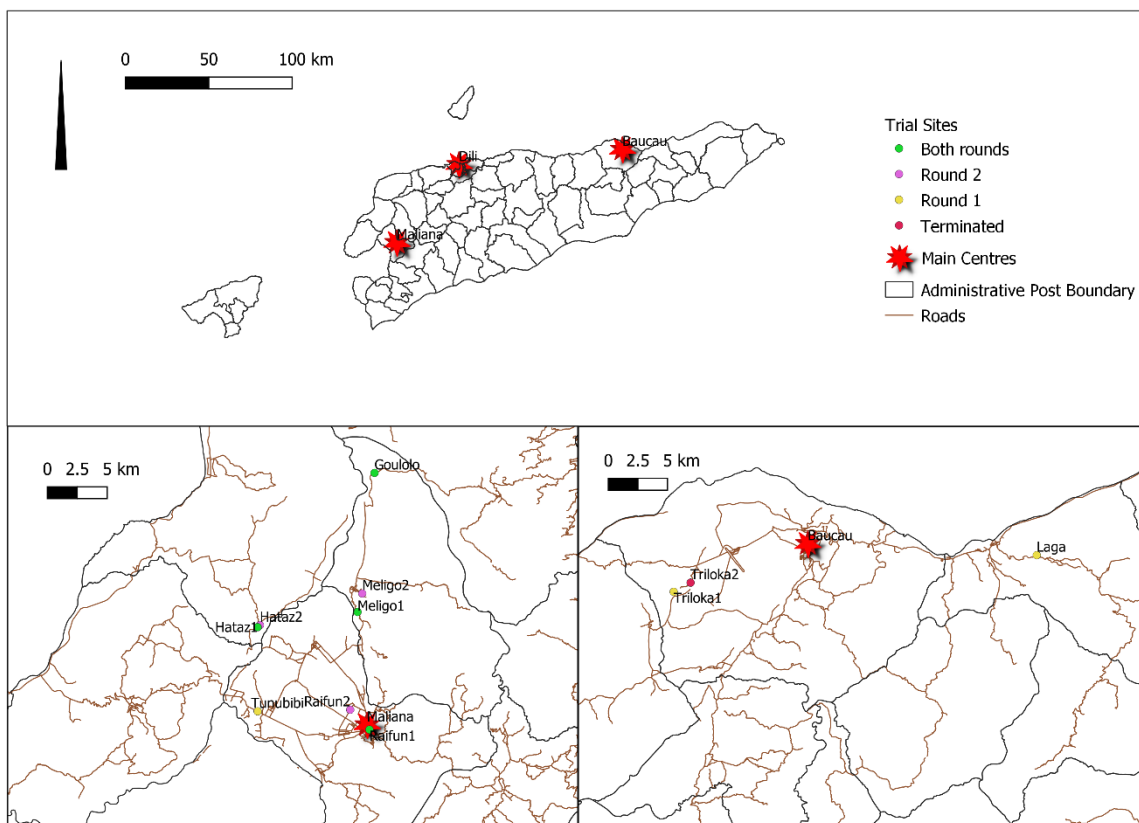 0 50 100 km
Dili
Baucau
Maliana
Trial Sites
Both rounds
Round 2
Round 1
Terminated
Main Centres
Administrative Post Boundary
Roads
0 2.5 5 km
Goulolo
Meligo2
Meligo1
Hataz2
Hataz1
Tunubibi
Raifun2
Maliana
Raifun1
0 2.5 5 km
Baucau
Laga
Triloka2
Triloka1